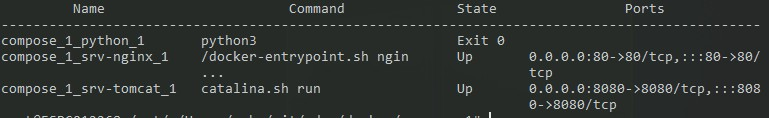 Name Command State Ports
--------------------------------------------------------------------------------
compose_1_python_1 python3 Exit 0
compose_1_srv-nginx_1 /docker-entrypoint.sh ngin Up 0.0.0.0:80->80/tcp,:::80->80/
... tcp
compose_1_srv-tomcat_1 catalina.sh run Up 0.0.0.0:8080->8080/tcp,:::808
0->8080/tcp